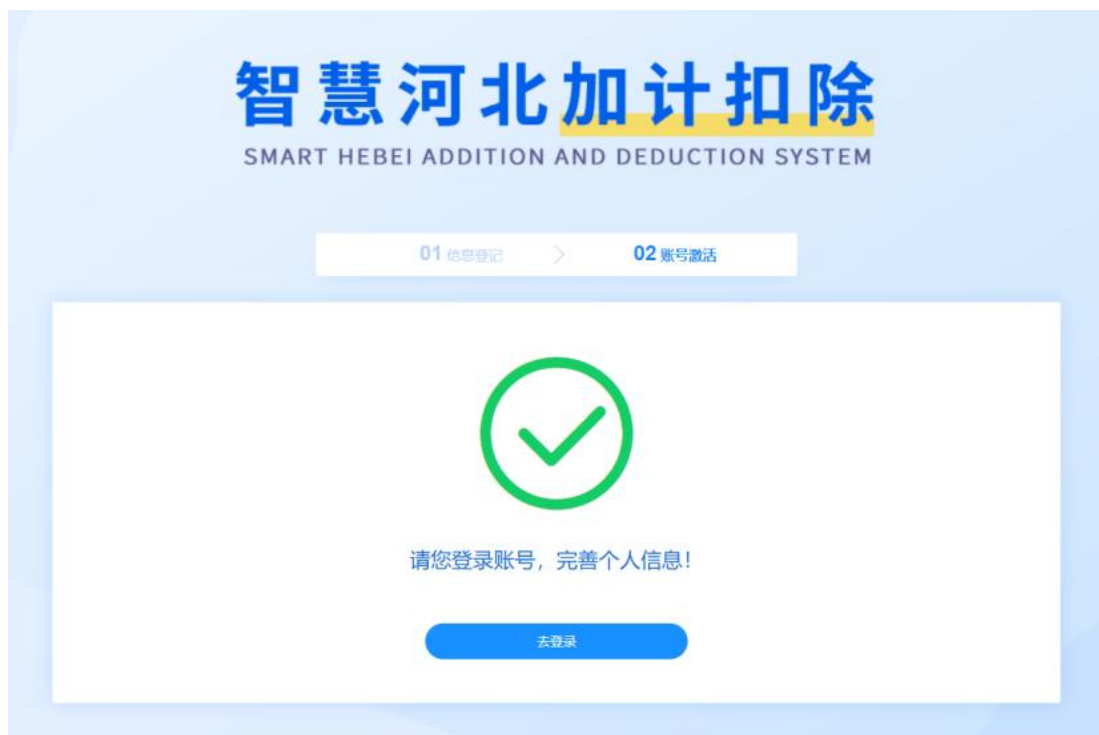 智慧河北加计扣除
SMART HEBEI ADDITION AND DEDUCTION SYSTEM
01 信息登记 > 02 账号激活
请您登录账号，完善个人信息！
去登录